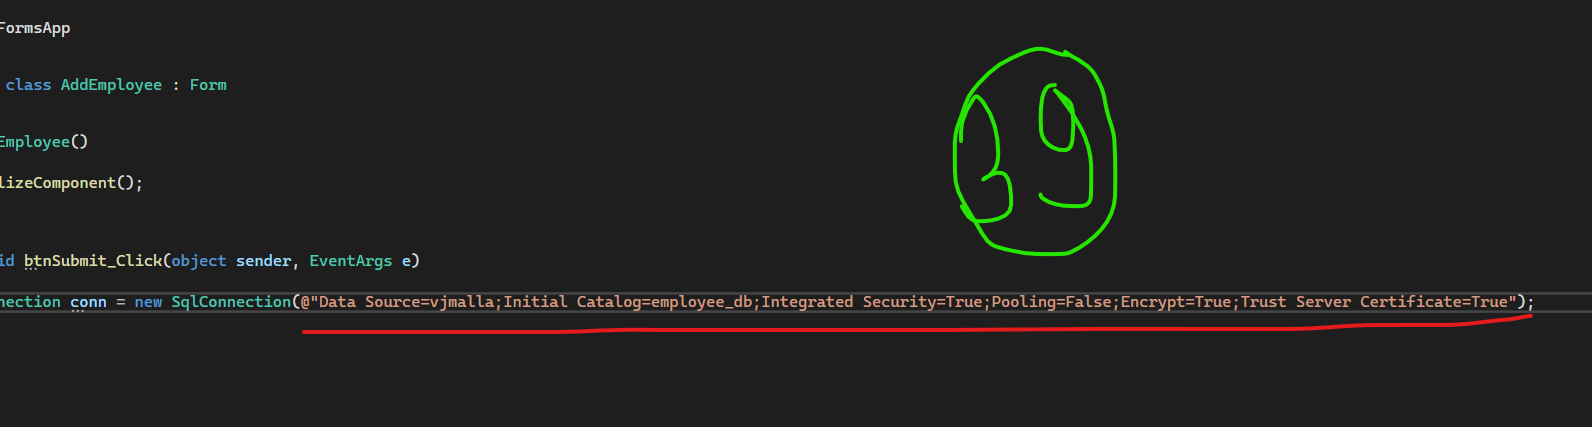 FormsApp
class AddEmployee : Form
Employee()
lizeComponent();
39
id btnSubmit_Click(object sender, EventArgs e)
nection conn = new SqlConnection(@"Data Source=vjmalla;Initial Catalog=employee_db;Integrated Security=True;Pooling=False;Encrypt=True;Trust Server Certificate=True");